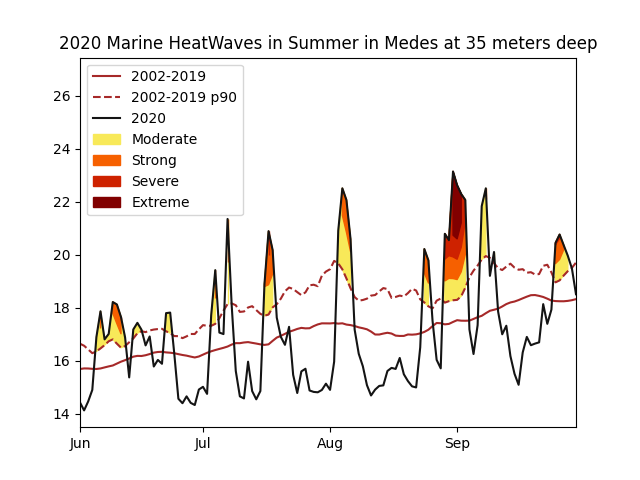 2020 Marine HeatWaves in Summer in Medes at 35 meters deep
2002-2019
2002-2019 p90
2020
Moderate
Strong
Severe
Extreme
26
24
22
20
18
16
14
Jun
Jul
Aug
Sep